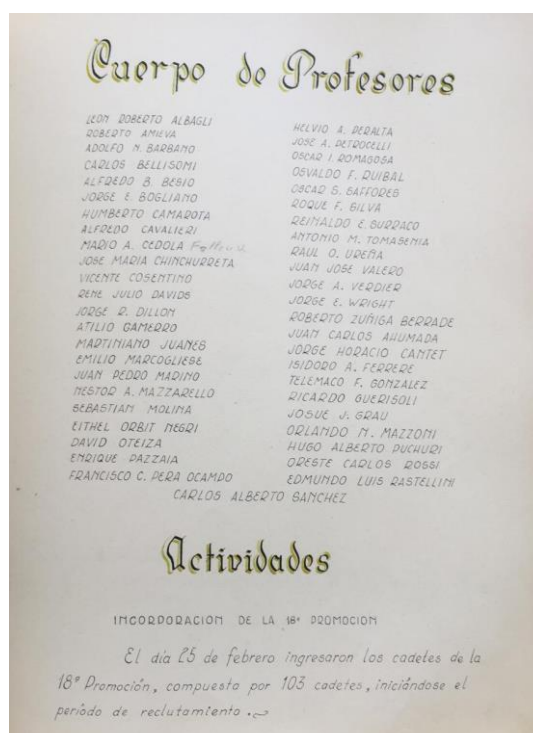 Cuerpo de Profesores
LEON ROBERTO ALBAGLI
ROBERTO AMIEVA
ADOLFO N. BARBANO
CARLOS BELLISOMI
ALFREDO B. BESIO
JORGE E. BOGLIANO
HUMBERTO CAMAROTA
ALFREDO CAVALIERI
MARIO A. CEDOLA
JOSE MARIA CHINCHURRETA
VICENTE COSENTINO
RENE JULIO DAVIDS
JORGE R. DILLON
ATILIO GAMERRO
MARTINIANO JUANES
EMILIO MARCOGLIESE
JUAN PEDRO MARINO
NESTOR A. MAZZARELLO
SEBASTIAN MOLINA
EITHEL ORBIT NEGRI
DAVID OTEIZA
ENRIQUE PAZZAIA
FRANCISCO C. PERA OCAMPO
HELVIO A. PERALTA
JOSE A. PETROCELLI
OSCAR I. ROMAGOSA
OSVALDO F. RUIBAL
OSCAR S. SAFFORES
ROQUE F. SILVA
REINALDO E. SURRACO
ANTONIO M. TOMASENIA
RAUL O. UREÑA
JUAN JOSE VALERO
JORGE A. VERDIER
JORGE E. WRIGHT
ROBERTO ZUÑIGA BERRADE
JUAN CARLOS AHUMADA
JORGE HORACIO CANTET
ISIDORO A. FERRERE
TELEMACO F. GONZALEZ
RICARDO GUERISOLI
JOSUE J. GRAU
ORLANDO N. MAZZONI
HUGO ALBERTO PUCHURI
ORESTE CARLOS ROSSI
EDMUNDO LUIS RASTELLINI
CARLOS ALBERTO SANCHEZ
Actividades
INCORPORACION DE LA 18ª PROMOCION
El día 25 de febrero ingresaron los cadetes de la
18ª Promoción, compuesta por 103 cadetes, iniciándose el
período de reclutamiento.